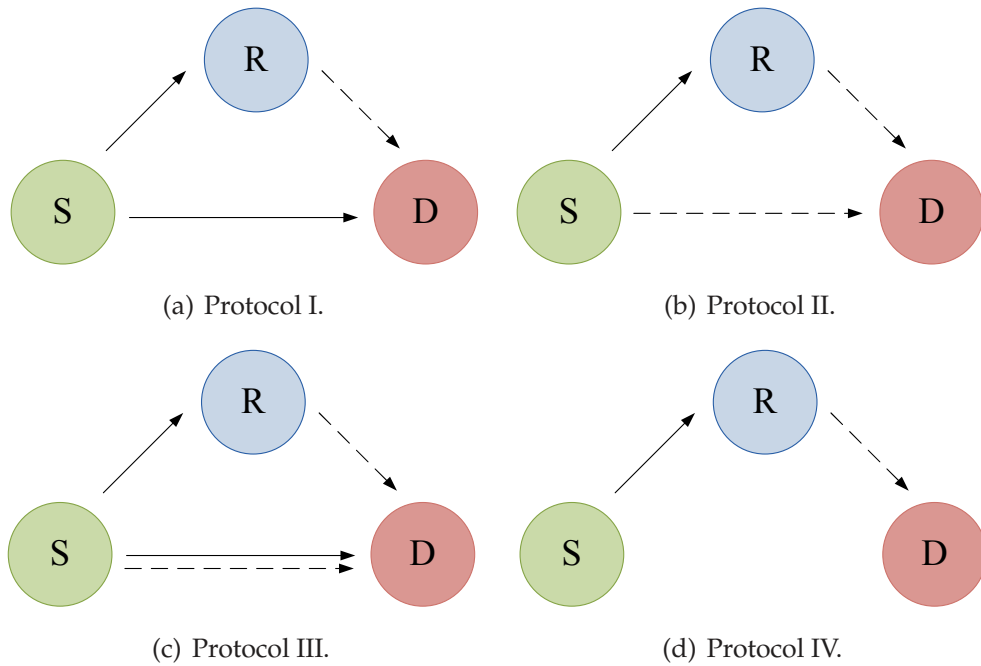 R
R
S
D
S
D
(a) Protocol I.
(b) Protocol II.
R
R
S
D
S
D
(c) Protocol III.
(d) Protocol IV.